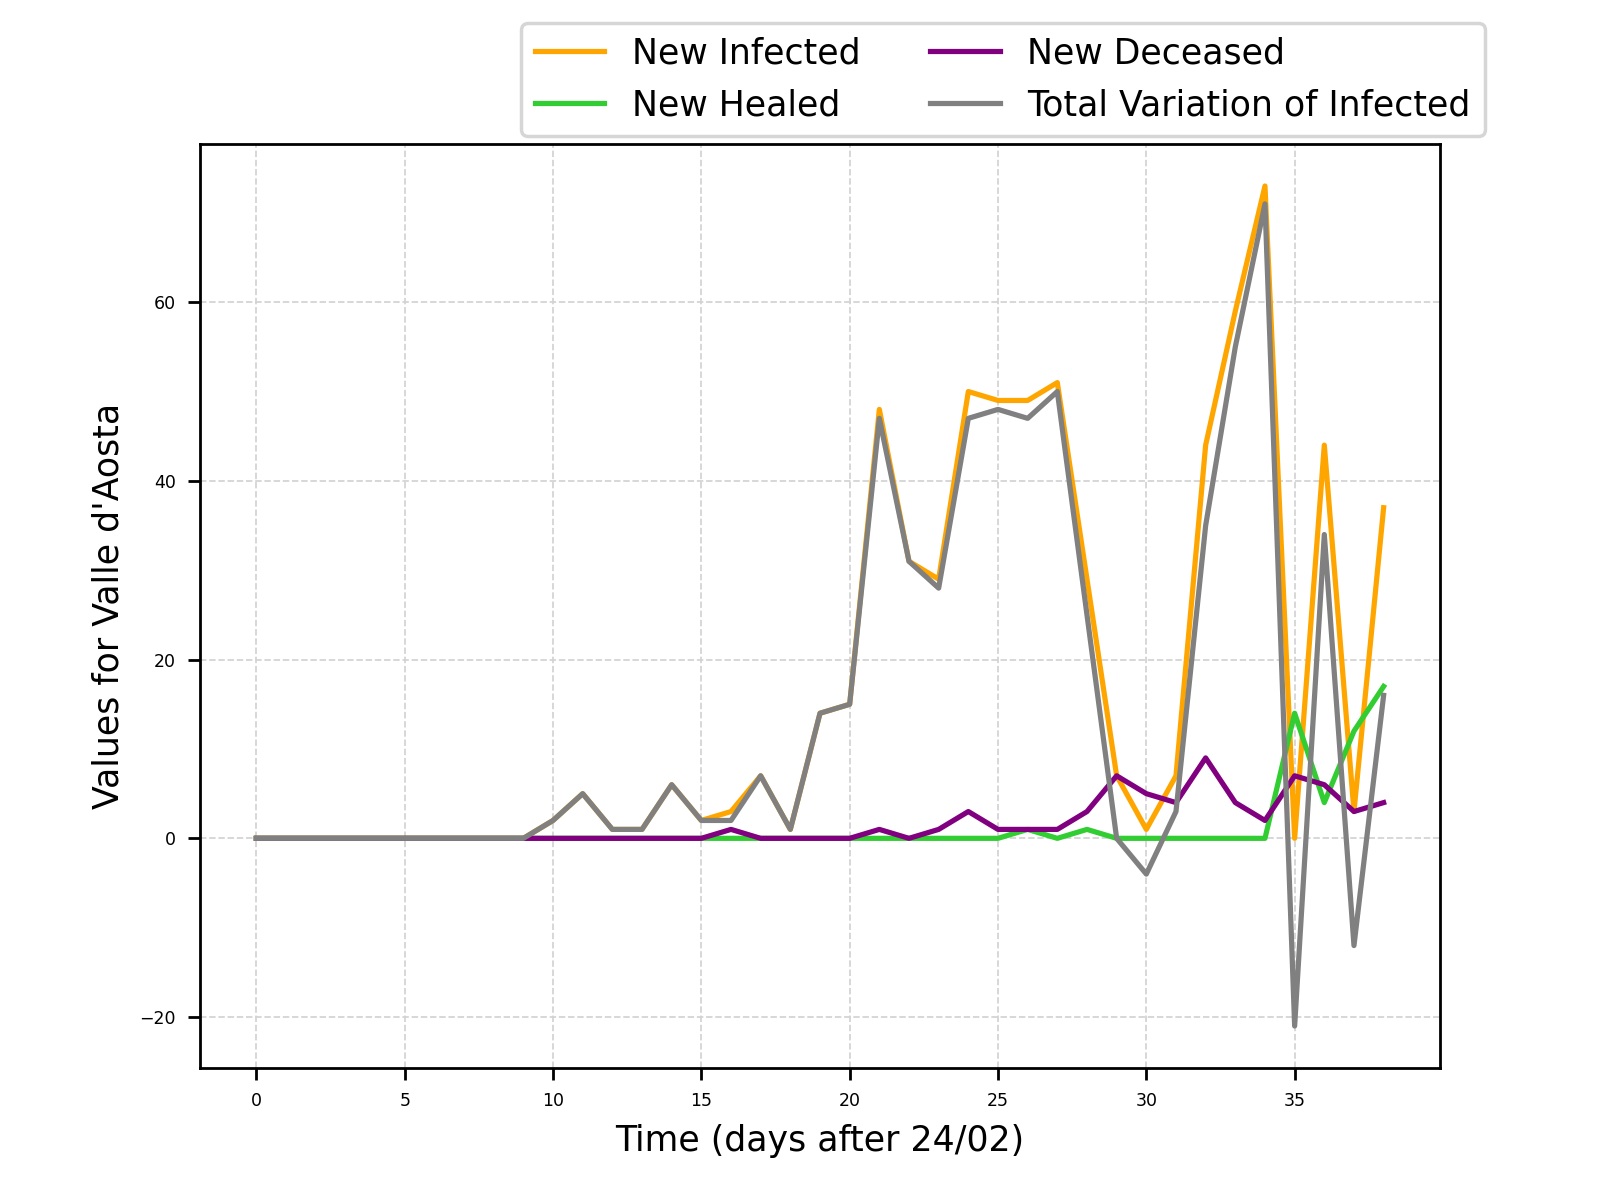 New Infected
New Healed
New Deceased
Total Variation of Infected
Values for Valle d'Aosta
60
40
20
0
−20
0 5 10 15 20 25 30 35
Time (days after 24/02)